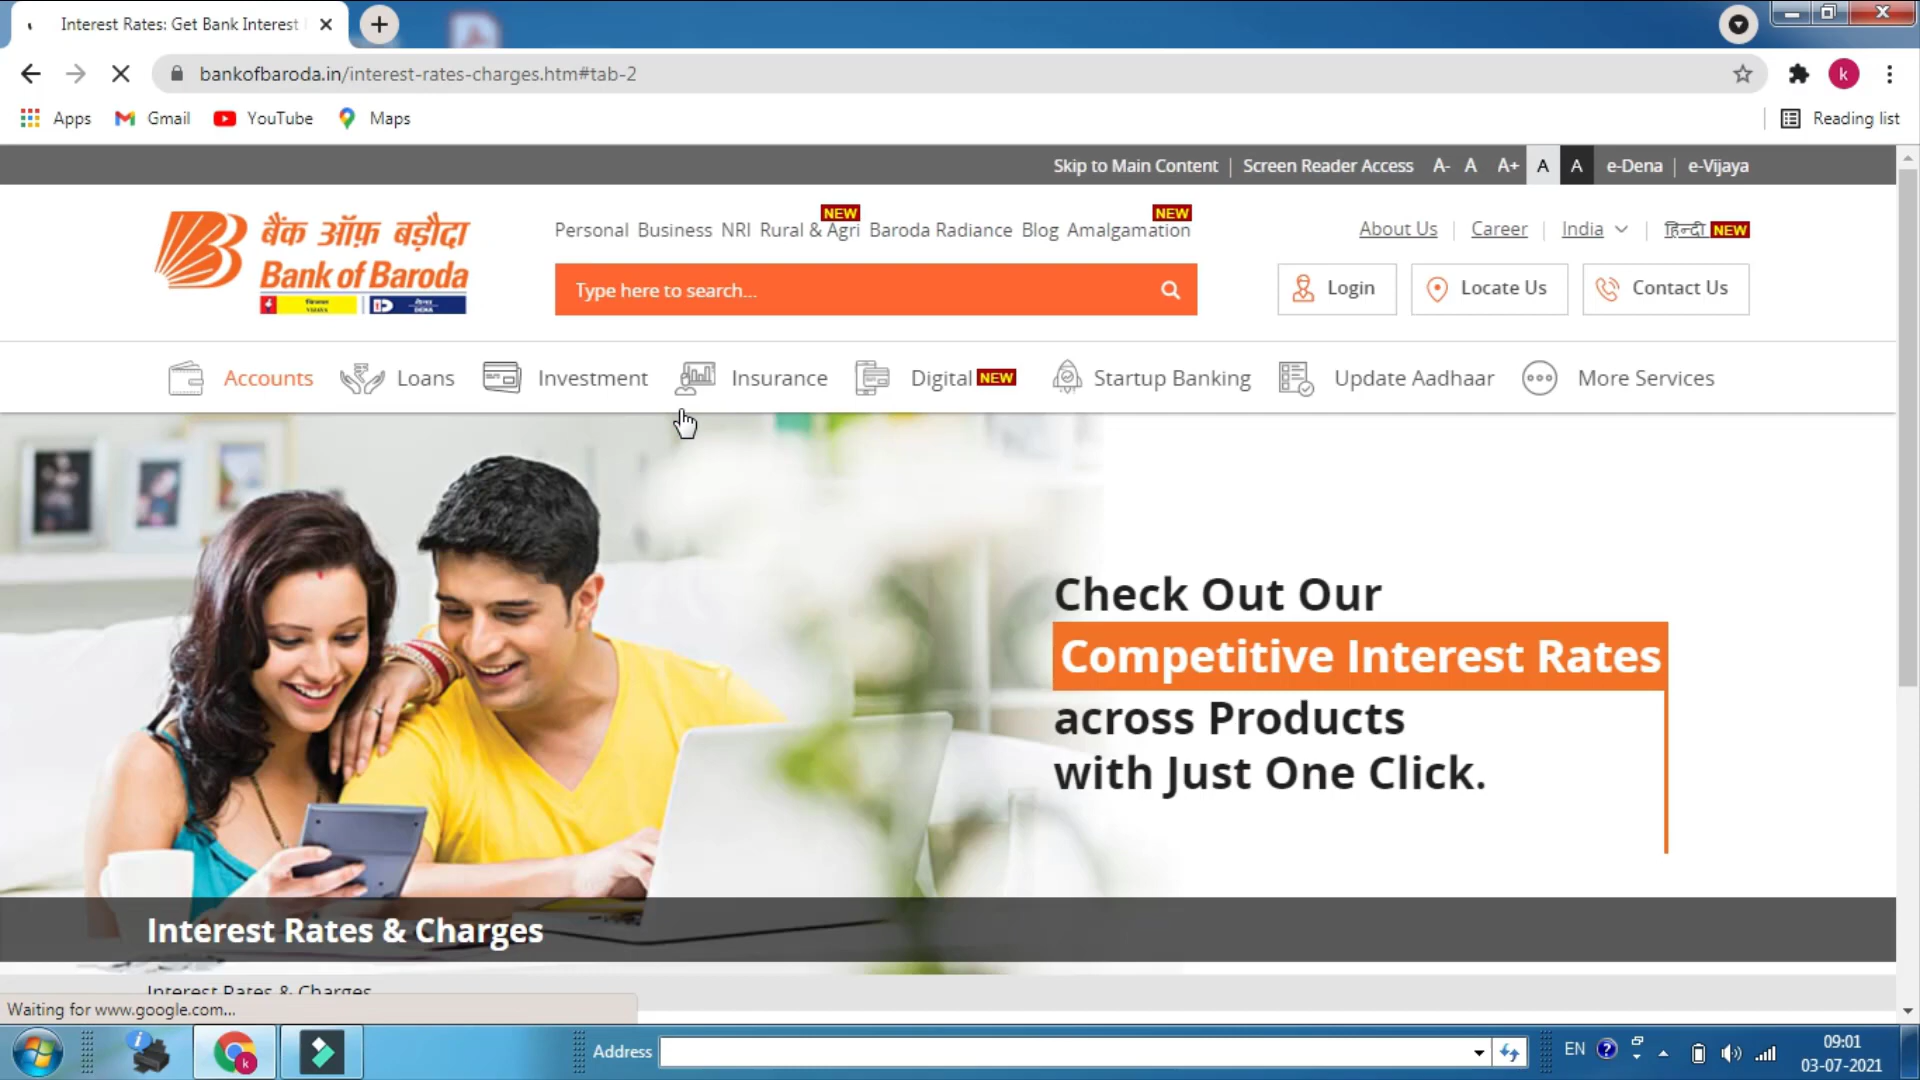 Interest Rates: Get Bank Interest
bankofbaroda.in/interest-rates-charges.htm#tab-2
k
Apps Gmail YouTube Maps Reading list
Skip to Main Content | Screen Reader Access A- A A+ A A e-Dena | e-Vijaya
बैंक ऑफ़ बड़ौदा
Bank of Baroda
NEW NEW
Personal Business NRI Rural & Agri Baroda Radiance Blog Amalgamation
About Us Career India हिन्दी NEW
Type here to search...
Login Locate Us Contact Us
Accounts Loans Investment Insurance Digital NEW Startup Banking Update Aadhaar More Services
Check Out Our
Competitive Interest Rates
across Products
with Just One Click.
Interest Rates & Charges
Interest Rates & Charges
Waiting for www.google.com...
Address
EN
09:01
03-07-2021